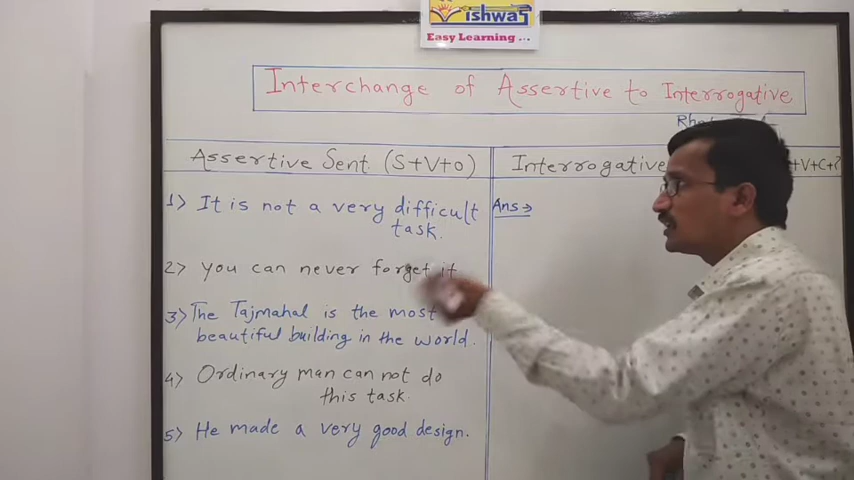 ishwar
Easy Learning....
Interchange of Assertive to Interrogative
Assertive Sent (S+V+O)
Interrogative +V+C+?
1) It is not a very difficult
task.
Ans →
2) you can never forget it
3) The Tajmahal is the most
beautiful building in the world.
4) Ordinary man can not do
this task.
5) He made a very good design.